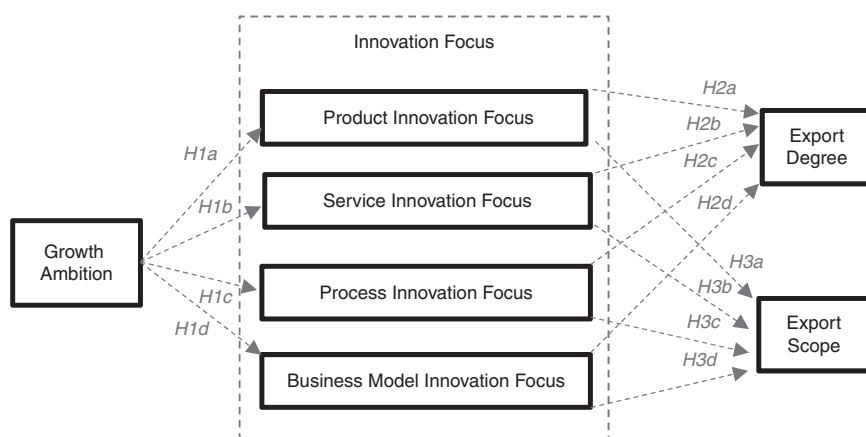 Innovation Focus
Product Innovation Focus
Service Innovation Focus
Process Innovation Focus
Business Model Innovation Focus
Growth
Ambition
H1a
H1b
H1c
H1d
H2a
H2b
H2c
H2d
H3a
H3b
H3c
H3d
Export
Degree
Export
Scope